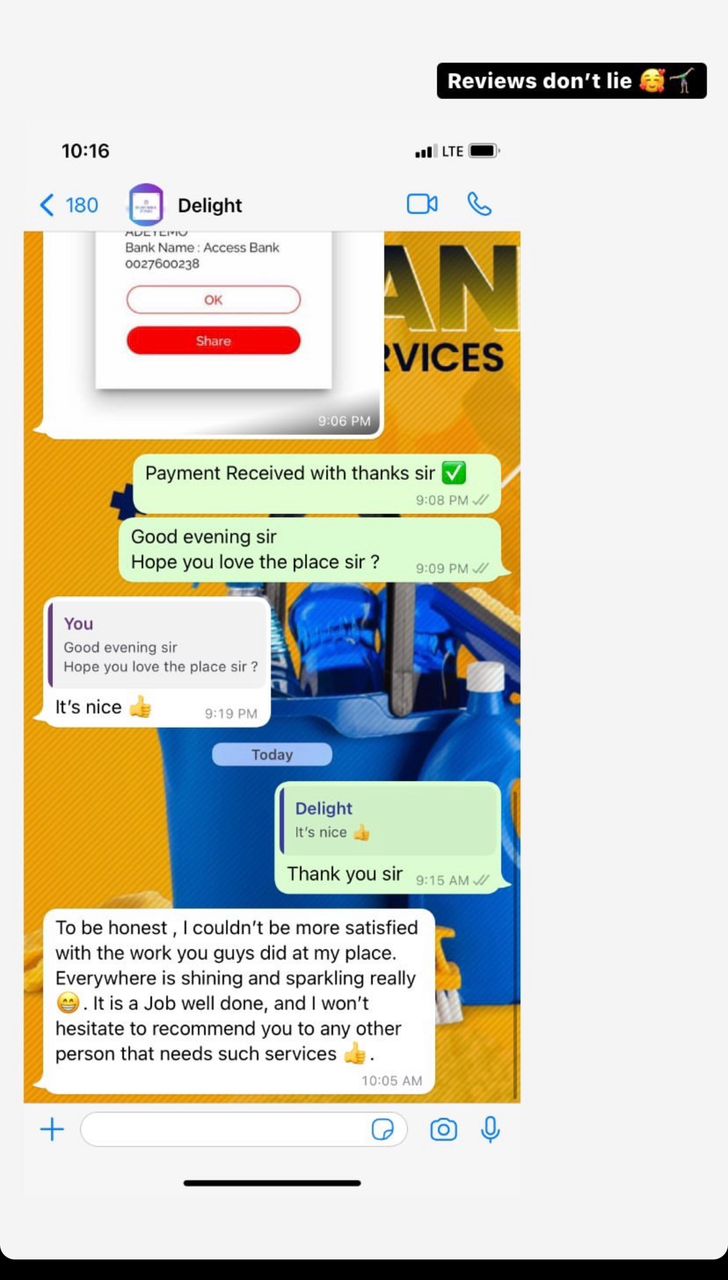 Reviews don’t lie 🥰🤸🏿
10:16
LTE
180
Delight
ADEYEMO
Bank Name : Access Bank
0027600238
OK
Share
9:06 PM
AN
RVICES
Payment Received with thanks sir ✅
9:08 PM
Good evening sir
Hope you love the place sir ?
9:09 PM
You
Good evening sir
Hope you love the place sir ?
It’s nice 👍
9:19 PM
Today
Delight
It’s nice 👍
Thank you sir
9:15 AM
To be honest , I couldn’t be more satisfied
with the work you guys did at my place.
Everywhere is shining and sparkling really
😁. It is a Job well done, and I won’t
hesitate to recommend you to any other
person that needs such services 👍.
10:05 AM